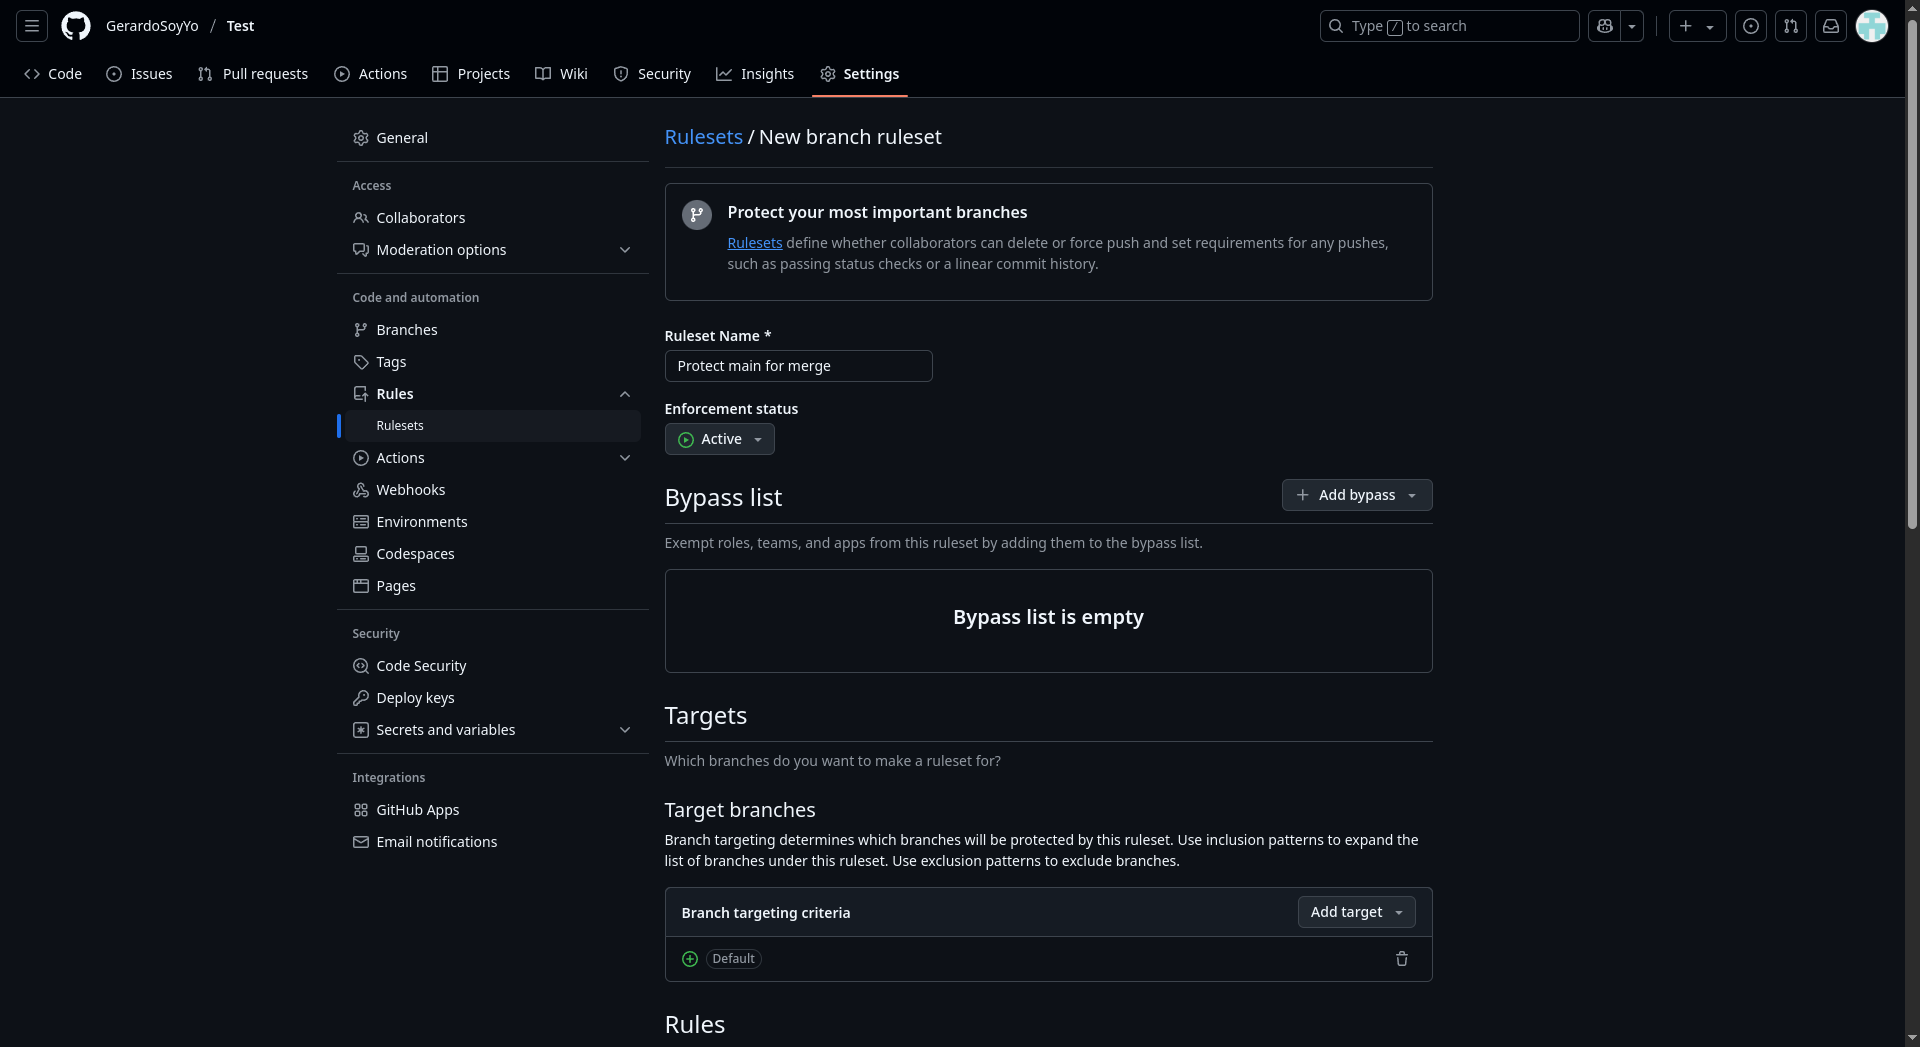 GerardoSoyYo / Test
Type / to search
Code Issues Pull requests Actions Projects Wiki Security Insights Settings
General
Access
Collaborators
Moderation options
Code and automation
Branches
Tags
Rules
Rulesets
Actions
Webhooks
Environments
Codespaces
Pages
Security
Code Security
Deploy keys
Secrets and variables
Integrations
GitHub Apps
Email notifications
Rulesets / New branch ruleset
Protect your most important branches
Rulesets define whether collaborators can delete or force push and set requirements for any pushes,
such as passing status checks or a linear commit history.
Ruleset Name *
Protect main for merge
Enforcement status
Active
Bypass list
Add bypass
Exempt roles, teams, and apps from this ruleset by adding them to the bypass list.
Bypass list is empty
Targets
Which branches do you want to make a ruleset for?
Target branches
Branch targeting determines which branches will be protected by this ruleset. Use inclusion patterns to expand the
list of branches under this ruleset. Use exclusion patterns to exclude branches.
Branch targeting criteria
Add target
Default
Rules